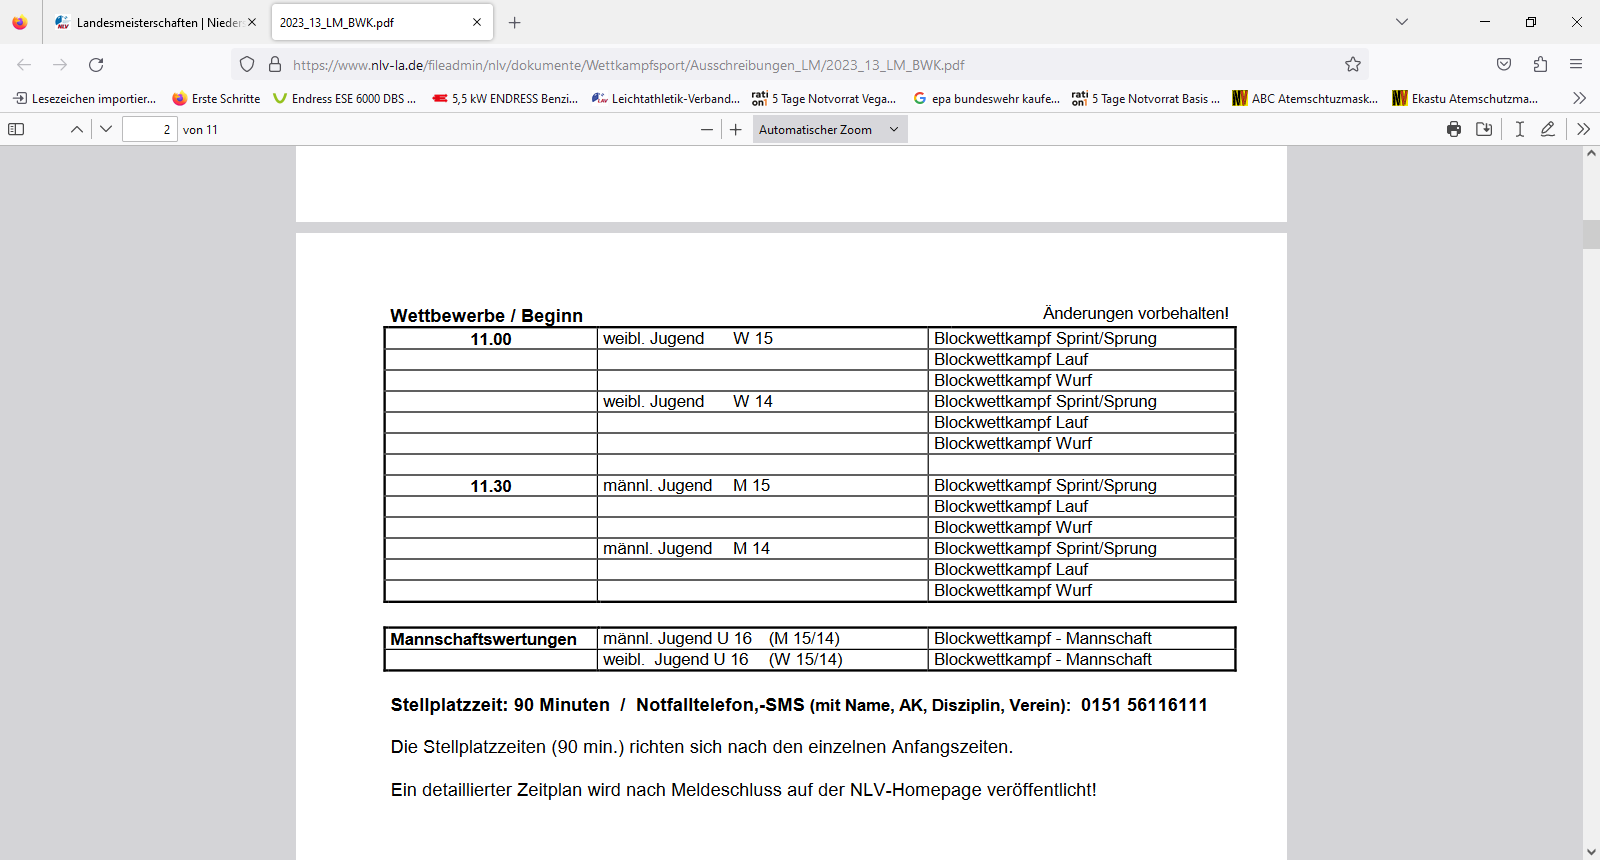 Landesmeisterschaften | Nieders
2023_13_LM_BWK.pdf
https://www.nlv-la.de/fileadmin/nlv/dokumente/Wettkampfsport/Ausschreibungen_LM/2023_13_LM_BWK.pdf
Lesezeichen importier... Erste Schritte Endress ESE 6000 DBS ... 5,5 kW ENDRESS Benzi... Leichtathletik-Verband... 5 Tage Notvorrat Vega... epa bundeswehr kaufe... 5 Tage Notvorrat Basis ... ABC Atemschtuzmask... Ekastu Atemschutzma...
2 von 11 Automatischer Zoom
Wettbewerbe / Beginn Änderungen vorbehalten!
11.00 weibl. Jugend W 15 Blockwettkampf Sprint/Sprung
Blockwettkampf Lauf
Blockwettkampf Wurf
weibl. Jugend W 14 Blockwettkampf Sprint/Sprung
Blockwettkampf Lauf
Blockwettkampf Wurf
11.30 männl. Jugend M 15 Blockwettkampf Sprint/Sprung
Blockwettkampf Lauf
Blockwettkampf Wurf
männl. Jugend M 14 Blockwettkampf Sprint/Sprung
Blockwettkampf Lauf
Blockwettkampf Wurf
Mannschaftswertungen männl. Jugend U 16 (M 15/14) Blockwettkampf - Mannschaft
weibl. Jugend U 16 (W 15/14) Blockwettkampf - Mannschaft
Stellplatzzeit: 90 Minuten / Notfalltelefon,-SMS (mit Name, AK, Disziplin, Verein): 0151 56116111
Die Stellplatzzeiten (90 min.) richten sich nach den einzelnen Anfangszeiten.
Ein detaillierter Zeitplan wird nach Meldeschluss auf der NLV-Homepage veröffentlicht!